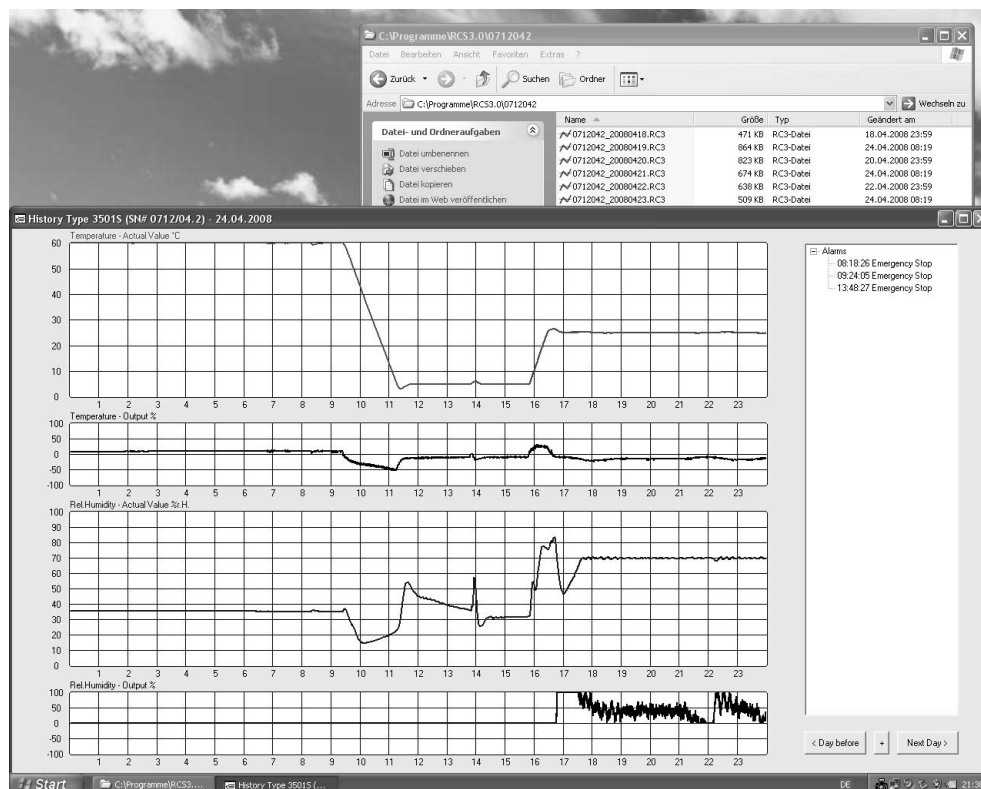 C:\Programme\RCS3.0\0712042
Datei Bearbeiten Ansicht Favoriten Extras ?
Zurück Suchen Ordner
Adresse C:\Programme\RCS3.0\0712042 Wechseln zu
Datei- und Ordneraufgaben
Datei umbenennen
Datei verschieben
Datei kopieren
Datei im Web veröffentlichen
Name Größe Typ Geändert am
0712042_20080418.RC3 471 KB RC3-Datei 18.04.2008 23:59
0712042_20080419.RC3 864 KB RC3-Datei 24.04.2008 08:19
0712042_20080420.RC3 823 KB RC3-Datei 20.04.2008 23:59
0712042_20080421.RC3 674 KB RC3-Datei 24.04.2008 08:19
0712042_20080422.RC3 638 KB RC3-Datei 22.04.2008 23:59
0712042_20080423.RC3 509 KB RC3-Datei 24.04.2008 08:19
History Type 3501S (SN# 0712/04.2) - 24.04.2008
Temperature - Actual Value °C
60
50
40
30
20
10
0
1 2 3 4 5 6 7 8 9 10 11 12 13 14 15 16 17 18 19 20 21 22 23
Temperature - Output %
100
50
0
-50
-100
1 2 3 4 5 6 7 8 9 10 11 12 13 14 15 16 17 18 19 20 21 22 23
Rel.Humidity - Actual Value %r.H.
100
90
80
70
60
50
40
30
20
10
0
1 2 3 4 5 6 7 8 9 10 11 12 13 14 15 16 17 18 19 20 21 22 23
Rel.Humidity - Output %
100
50
0
-50
-100
1 2 3 4 5 6 7 8 9 10 11 12 13 14 15 16 17 18 19 20 21 22 23
Alarms
08:18:26 Emergency Stop
09:24:05 Emergency Stop
13:48:27 Emergency Stop
< Day before + Next Day >
Start C:\Programme\RCS3.... History Type 3501S (... DE